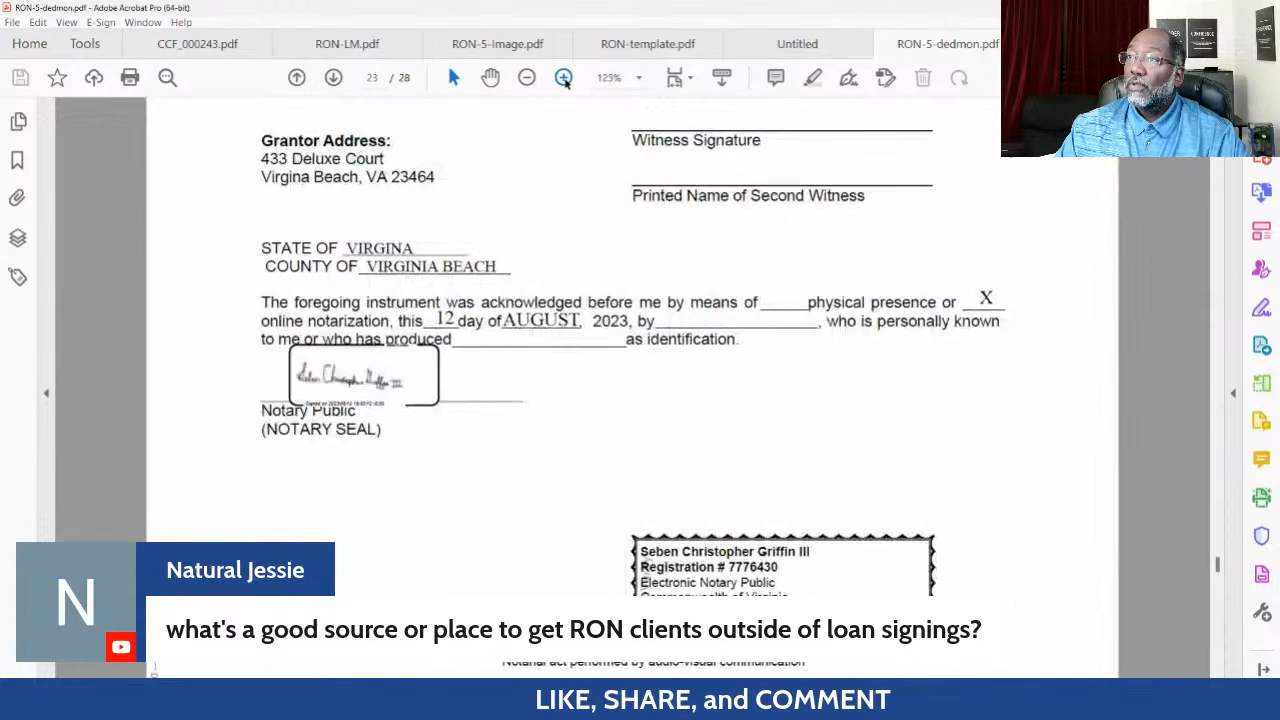 RON-5-dedmon.pdf - Adobe Acrobat Pro (64-bit)
File Edit View E-Sign Window Help
Home Tools CCF_000243.pdf RON-LM.pdf RON-5-Image.pdf RON-template.pdf Untitled RON-5-dedmon.pdf
23 / 28 125%
Grantor Address:
433 Deluxe Court
Virgina Beach, VA 23464
Witness Signature
Printed Name of Second Witness
STATE OF VIRGINA
COUNTY OF VIRGINIA BEACH
The foregoing instrument was acknowledged before me by means of physical presence or X
online notarization, this 12 day of AUGUST, 2023, by , who is personally known
to me or who has produced as identification.
Notary Public
(NOTARY SEAL)
Seben Christopher Griffin III
Registration # 7776430
Electronic Notary Public
Commonwealth of Virginia
Notarial act performed by audio-visual communication
N
Natural Jessie
what's a good source or place to get RON clients outside of loan signings?
LIKE, SHARE, and COMMENT